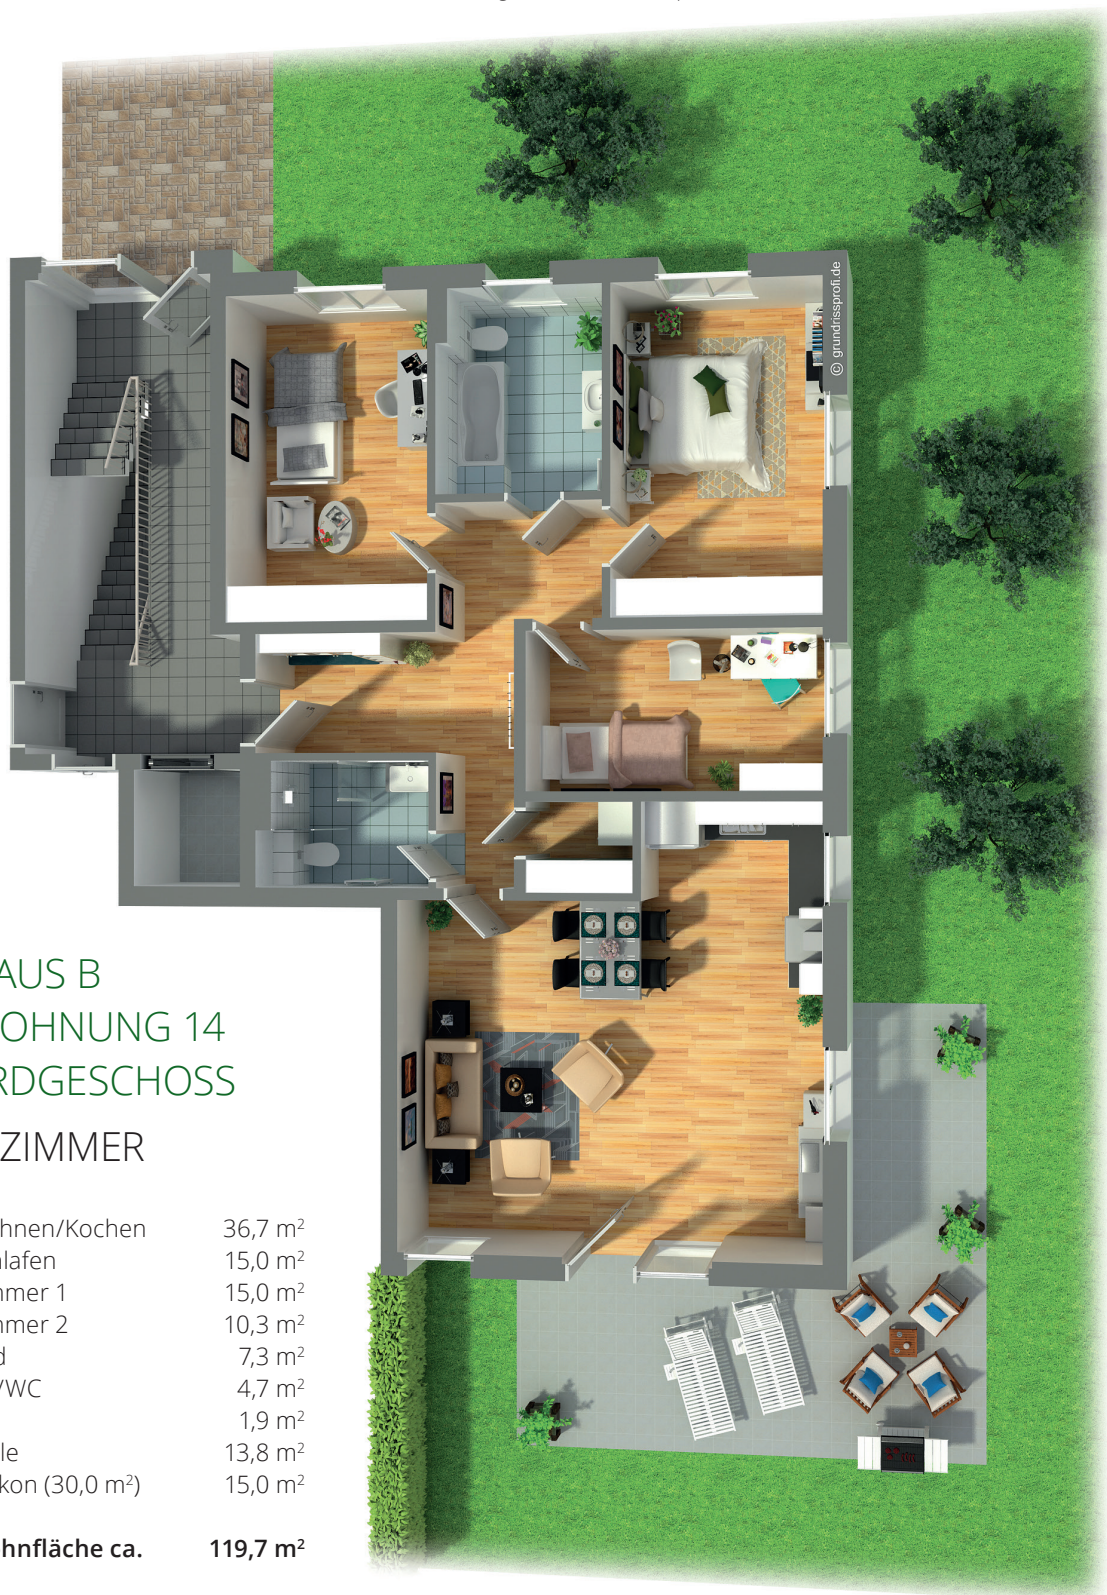 © grundrissprofi.de
AUS B
OHNUNG 14
RDGESCHOSS
ZIMMER
hnen/Kochen 36,7 m²
lafen 15,0 m²
mer 1 15,0 m²
mer 2 10,3 m²
d 7,3 m²
/WC 4,7 m²
1,9 m²
le 13,8 m²
kon (30,0 m²) 15,0 m²
hnfläche ca. 119,7 m²